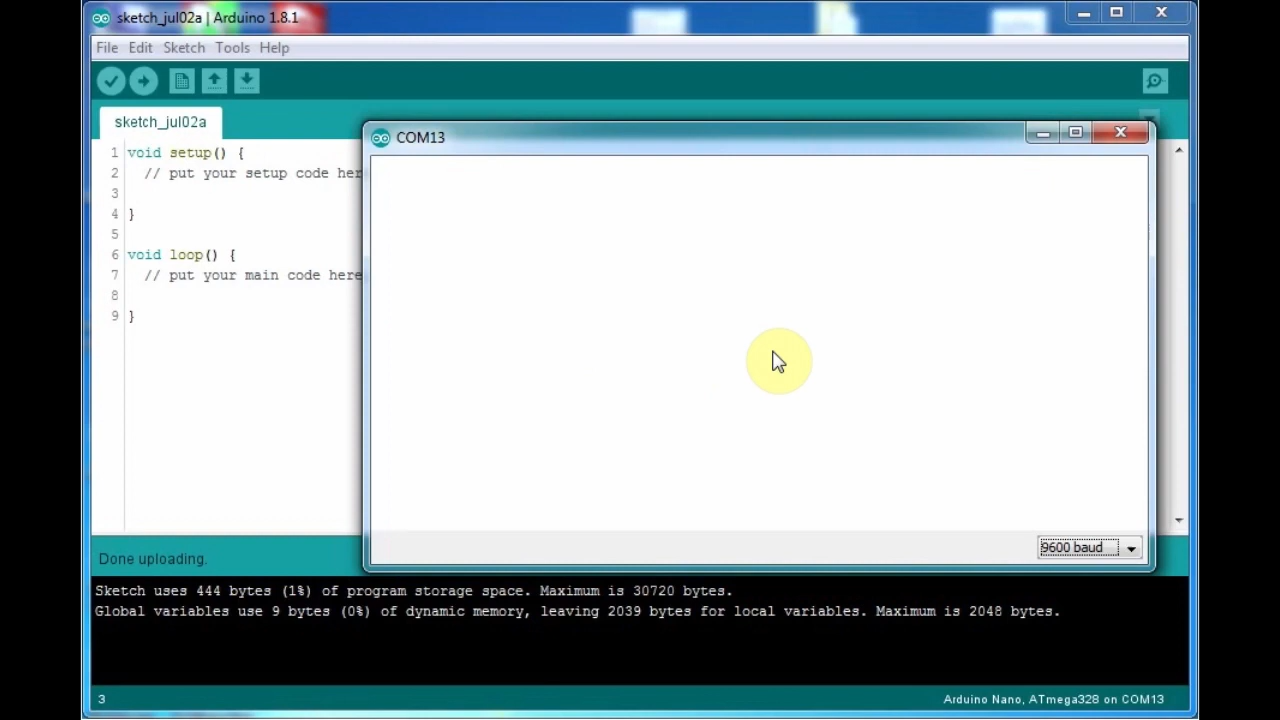 sketch_jul02a | Arduino 1.8.1
File Edit Sketch Tools Help
sketch_jul02a
COM13
1 void setup() {
2 // put your setup code her
3
4 }
5
6 void loop() {
7 // put your main code here
8
9 }
9600 baud
Done uploading.
Sketch uses 444 bytes (1%) of program storage space. Maximum is 30720 bytes.
Global variables use 9 bytes (0%) of dynamic memory, leaving 2039 bytes for local variables. Maximum is 2048 bytes.
3
Arduino Nano, ATmega328 on COM13